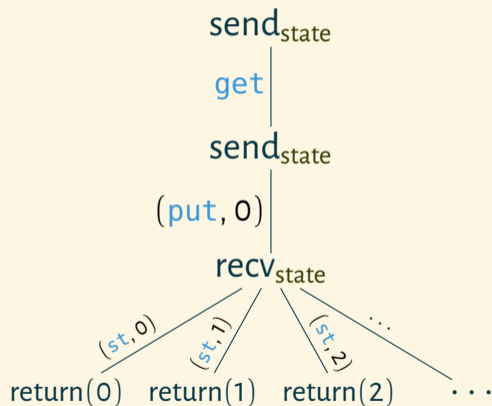 send_state
get
send_state
(put, 0)
recv_state
(st, 0) (st, 1) (st, 2) ...
return(0) return(1) return(2) ...